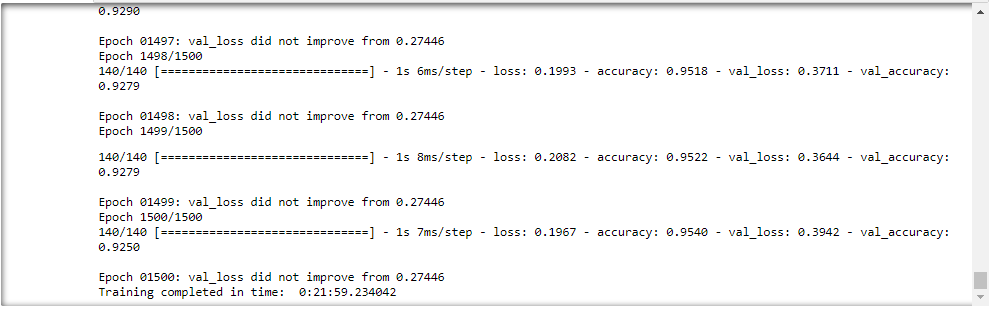 0.9290
Epoch 01497: val_loss did not improve from 0.27446
Epoch 1498/1500
140/140 [==============================] - 1s 6ms/step - loss: 0.1993 - accuracy: 0.9518 - val_loss: 0.3711 - val_accuracy:
0.9279
Epoch 01498: val_loss did not improve from 0.27446
Epoch 1499/1500
140/140 [==============================] - 1s 8ms/step - loss: 0.2082 - accuracy: 0.9522 - val_loss: 0.3644 - val_accuracy:
0.9279
Epoch 01499: val_loss did not improve from 0.27446
Epoch 1500/1500
140/140 [==============================] - 1s 7ms/step - loss: 0.1967 - accuracy: 0.9540 - val_loss: 0.3942 - val_accuracy:
0.9250
Epoch 01500: val_loss did not improve from 0.27446
Training completed in time:  0:21:59.234042